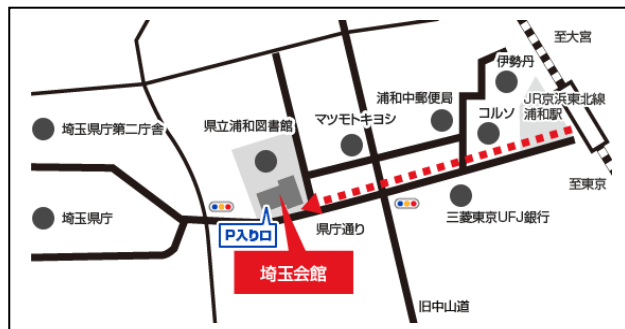 至大宮
伊勢丹
浦和中郵便局
JR京浜東北線
浦和駅
県立浦和図書館
マツモトキヨシ
コルソ
埼玉県庁第二庁舎
至東京
埼玉県庁
三菱東京UFJ銀行
P入り口
県庁通り
埼玉会館
旧中山道